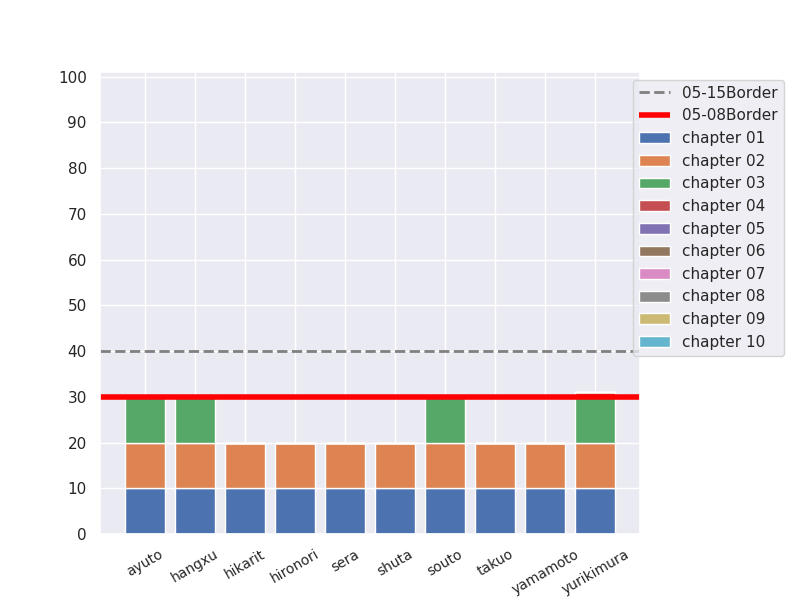 100
90
80
70
60
50
40
30
20
10
0
ayuto
hangxu
hikarit
hironori
sera
shuta
souto
takuo
yamamoto
yurikimura
05-15Border
05-08Border
chapter 01
chapter 02
chapter 03
chapter 04
chapter 05
chapter 06
chapter 07
chapter 08
chapter 09
chapter 10